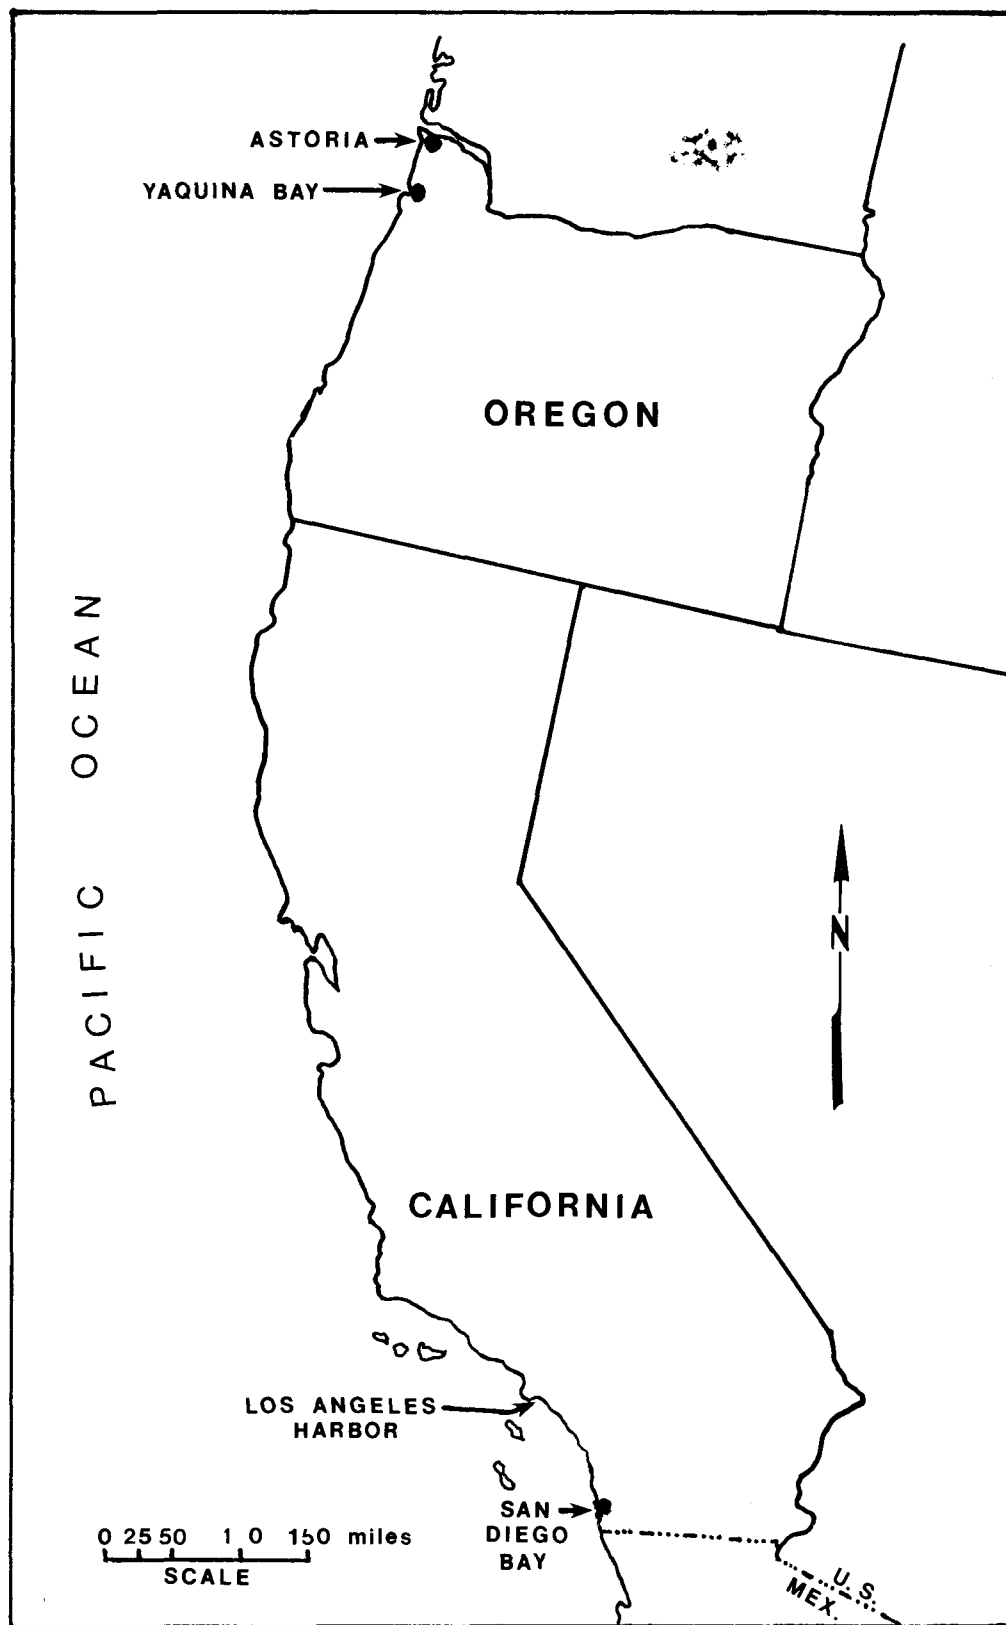 ASTORIA
YAQUINA BAY
OREGON
PACIFIC OCEAN
N
CALIFORNIA
LOS ANGELES
HARBOR
SAN
DIEGO
BAY
0 25 50 1 0 150 miles
SCALE
U.S.
MEX.